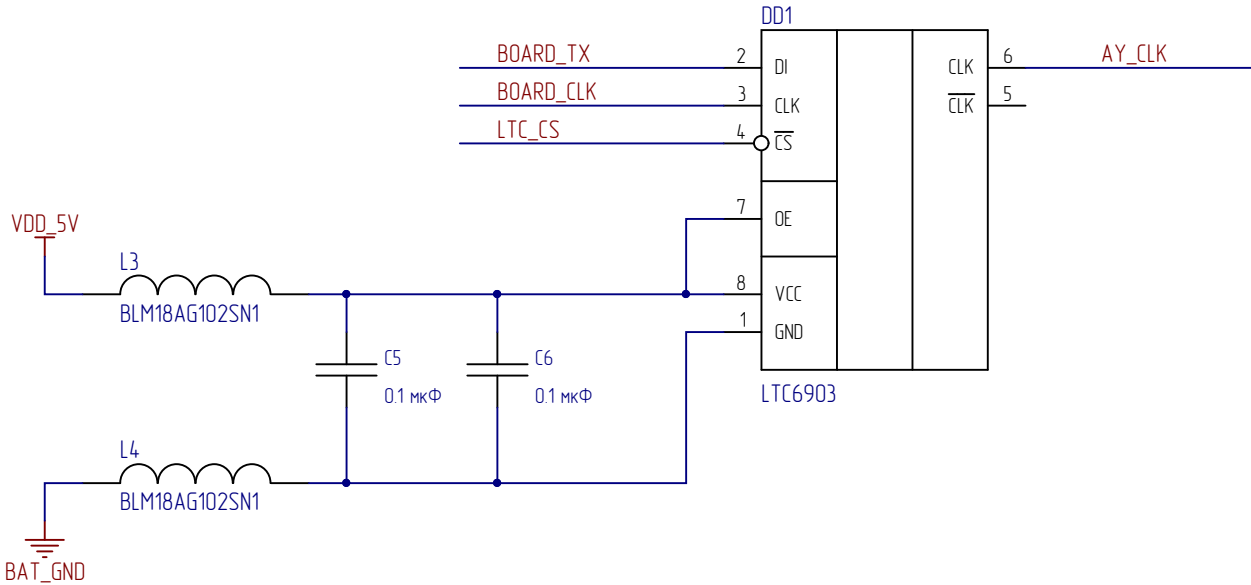 DD1
BOARD_TX 2 DI CLK 6 AY_CLK
BOARD_CLK 3 CLK CLK 5
LTC_CS 4 CS
7 OE
VDD_5V
L3
8 VCC
BLM18AG102SN1
1 GND
C5 C6
0.1 мкФ 0.1 мкФ
LTC6903
L4
BLM18AG102SN1
BAT_GND